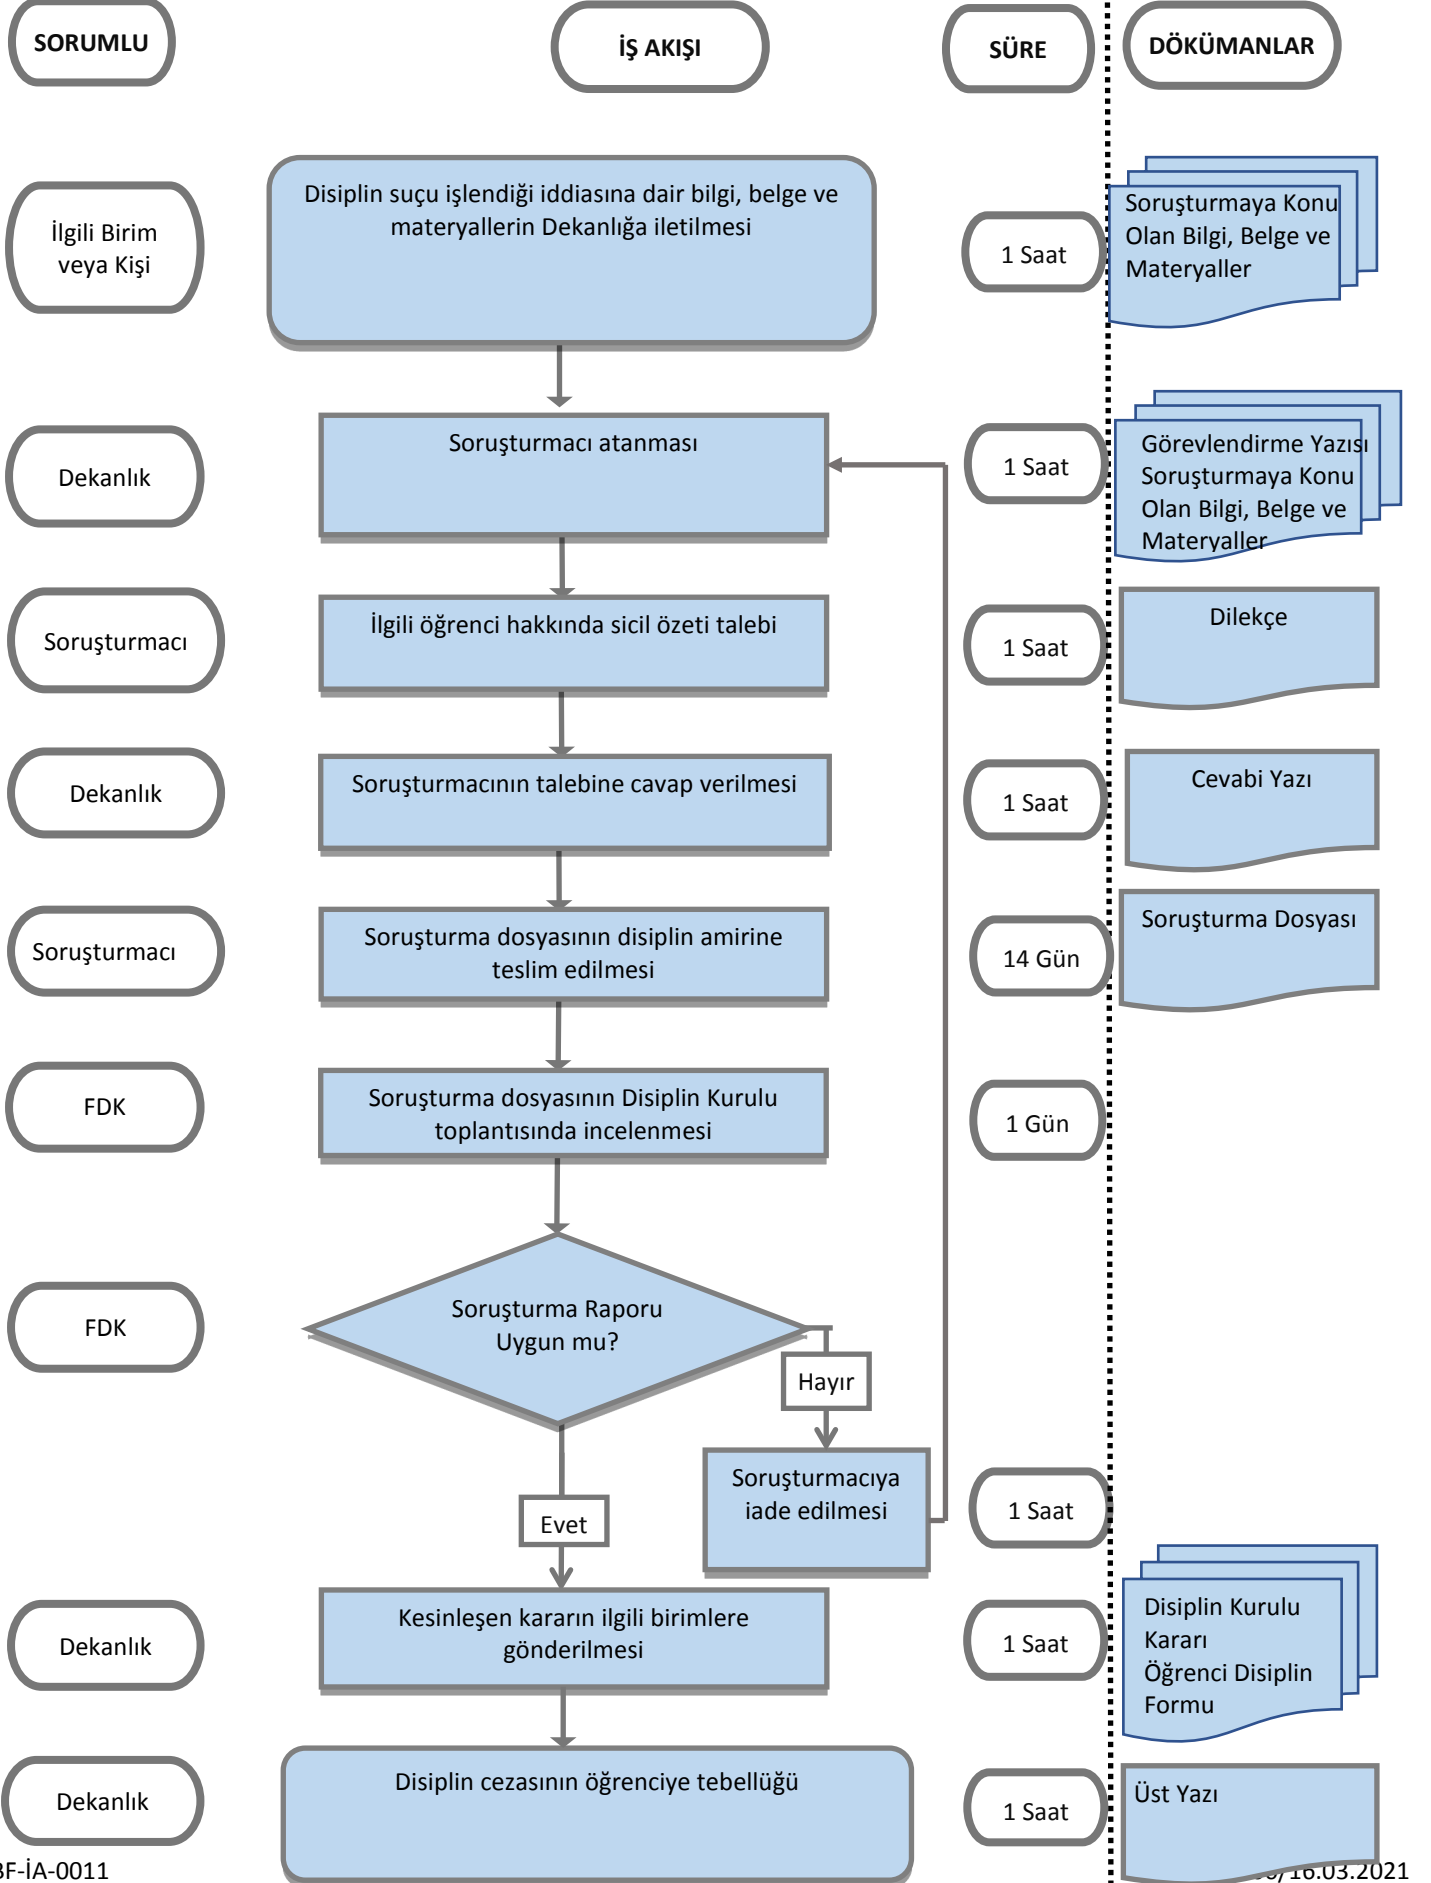 SORUMLU
İŞ AKIŞI
SÜRE
DÖKÜMANLAR
İlgili Birim
veya Kişi
Disiplin suçu işlendiği iddiasına dair bilgi, belge ve
materyallerin Dekanlığa iletilmesi
1 Saat
Soruşturmaya Konu
Olan Bilgi, Belge ve
Materyaller
Dekanlık
Soruşturmacı atanması
1 Saat
Görevlendirme Yazısı
Soruşturmaya Konu
Olan Bilgi, Belge ve
Materyaller
Soruşturmacı
İlgili öğrenci hakkında sicil özeti talebi
1 Saat
Dilekçe
Dekanlık
Soruşturmacının talebine cavap verilmesi
1 Saat
Cevabi Yazı
Soruşturmacı
Soruşturma dosyasının disiplin amirine
teslim edilmesi
14 Gün
Soruşturma Dosyası
FDK
Soruşturma dosyasının Disiplin Kurulu
toplantısında incelenmesi
1 Gün
FDK
Soruşturma Raporu
Uygun mu?
Hayır
Soruşturmacıya
iade edilmesi
1 Saat
Evet
Dekanlık
Kesinleşen kararın ilgili birimlere
gönderilmesi
1 Saat
Disiplin Kurulu
Kararı
Öğrenci Disiplin
Formu
Dekanlık
Disiplin cezasının öğrenciye tebellüğü
1 Saat
Üst Yazı
F-İA-0011
/16.03.2021